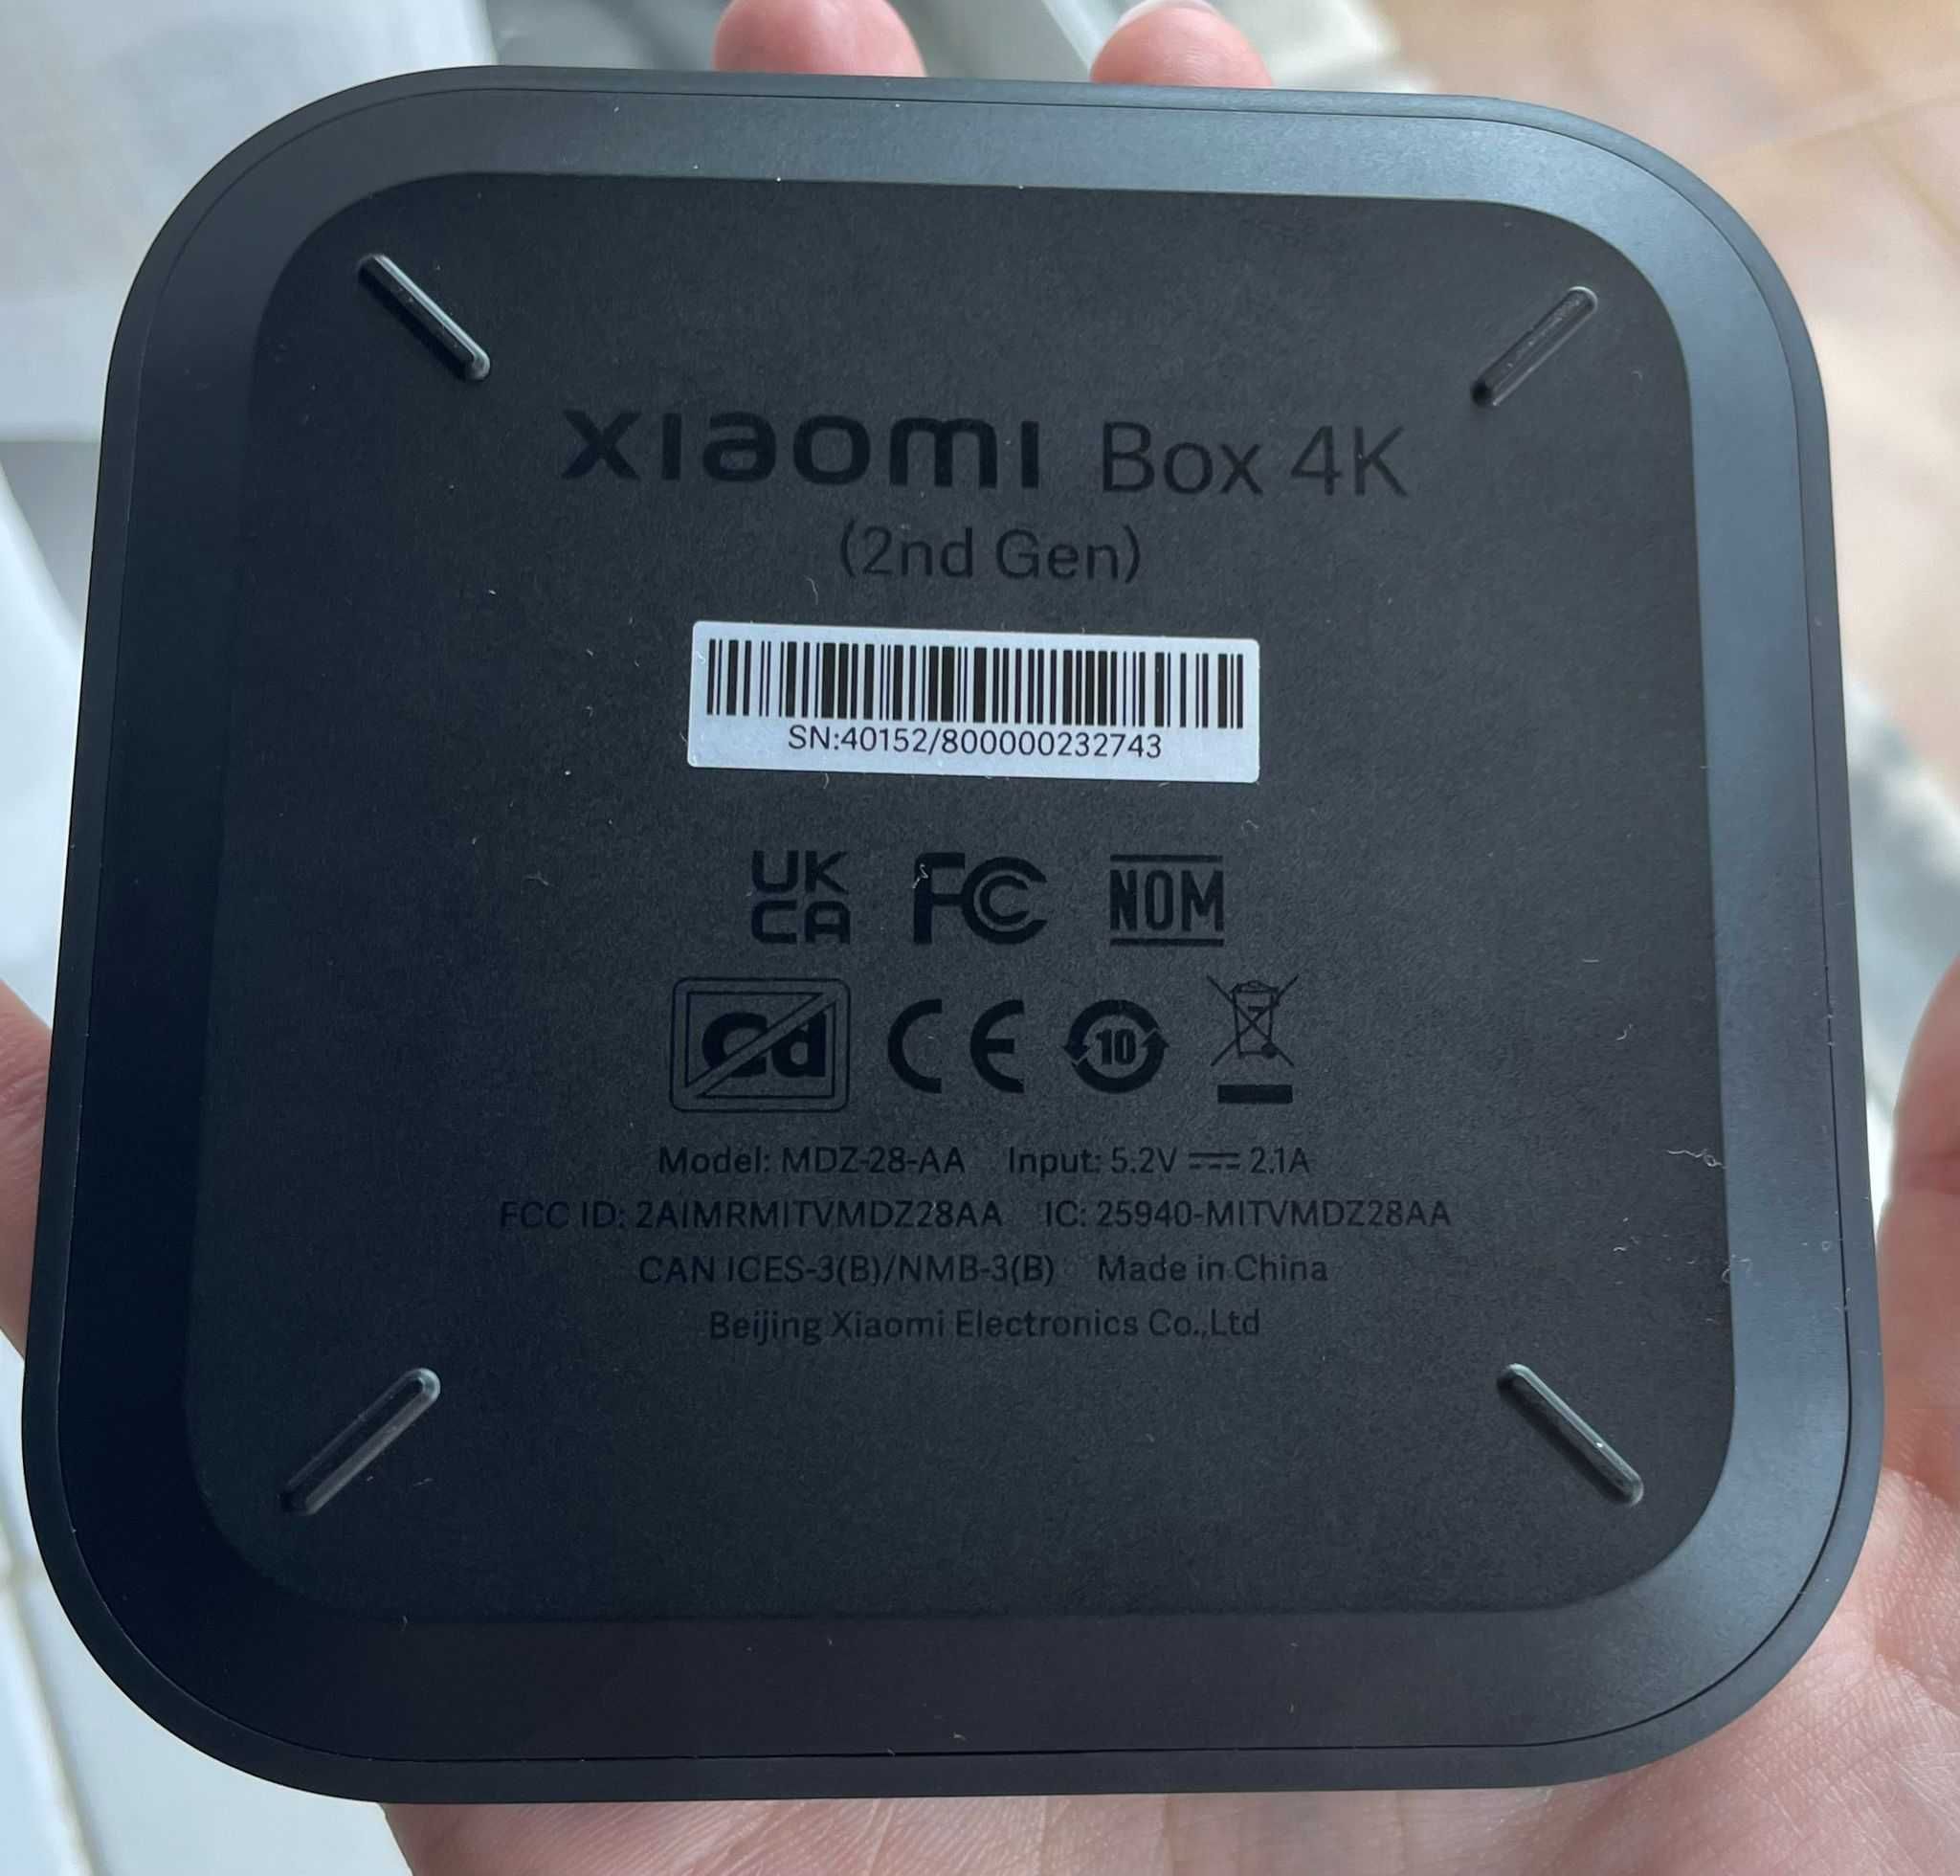 xiaomi Box 4K
(2nd Gen)
SN:40152/800000232743
UK CA FC NOM
Cd CE 10
Model: MDZ-28-AA Input: 5.2V ⎓ 2.1A
FCC ID: 2AIMRMITVMDZ28AA IC: 25940-MITVMDZ28AA
CAN ICES-3(B)/NMB-3(B) Made in China
Beijing Xiaomi Electronics Co.,Ltd